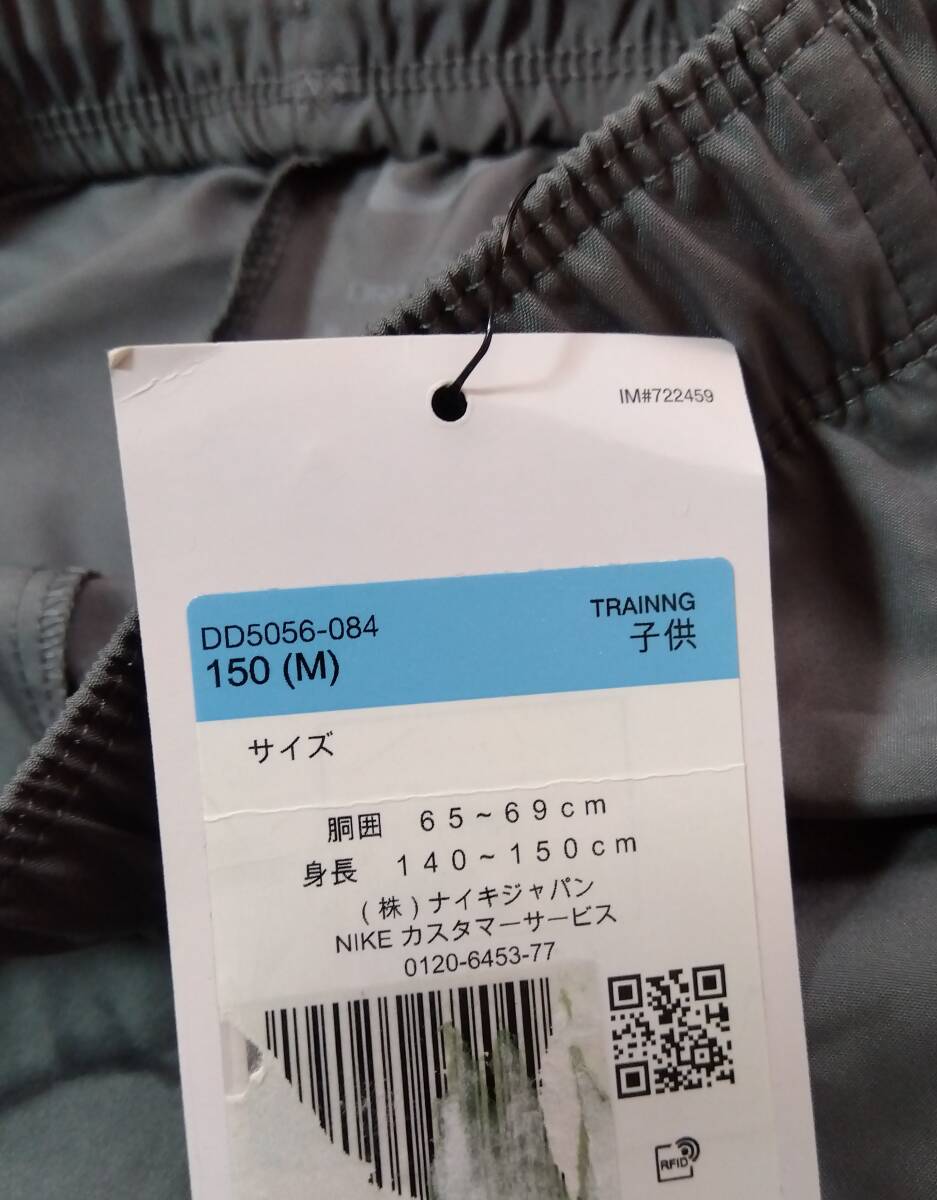 IM#722459
DD5056-084
TRAINNG
150 (M)
子供
サイズ
胴囲 65~69cm
身長 140~150cm
(株)ナイキジャパン
NIKE カスタマーサービス
0120-6453-77
RFID